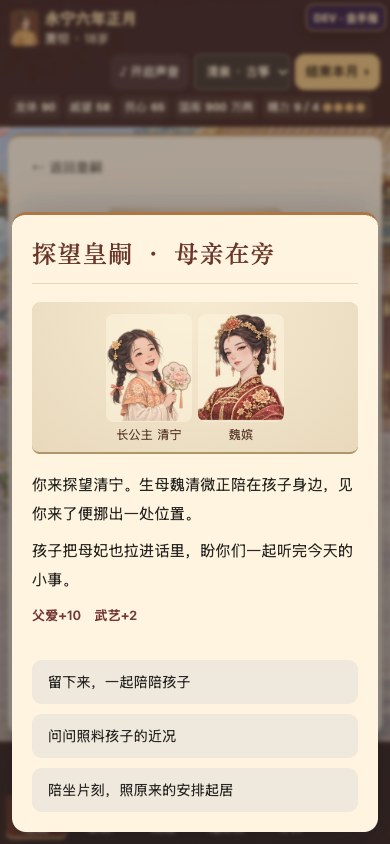 永宁六年正月
DEV · 选手指
♪ 开启声音
清奏 · 古筝
结束本月 ›
← 返回皇嗣
探望皇嗣 · 母亲在旁
长公主 清宁
魏嫔
你来探望清宁。生母魏清微正陪在孩子身边，见
你来了便挪出一处位置。
孩子把母妃也拉进话里，盼你们一起听完今天的
小事。
父爱+10 武艺+2
留下来，一起陪陪孩子
问问照料孩子的近况
陪坐片刻，照原来的安排起居